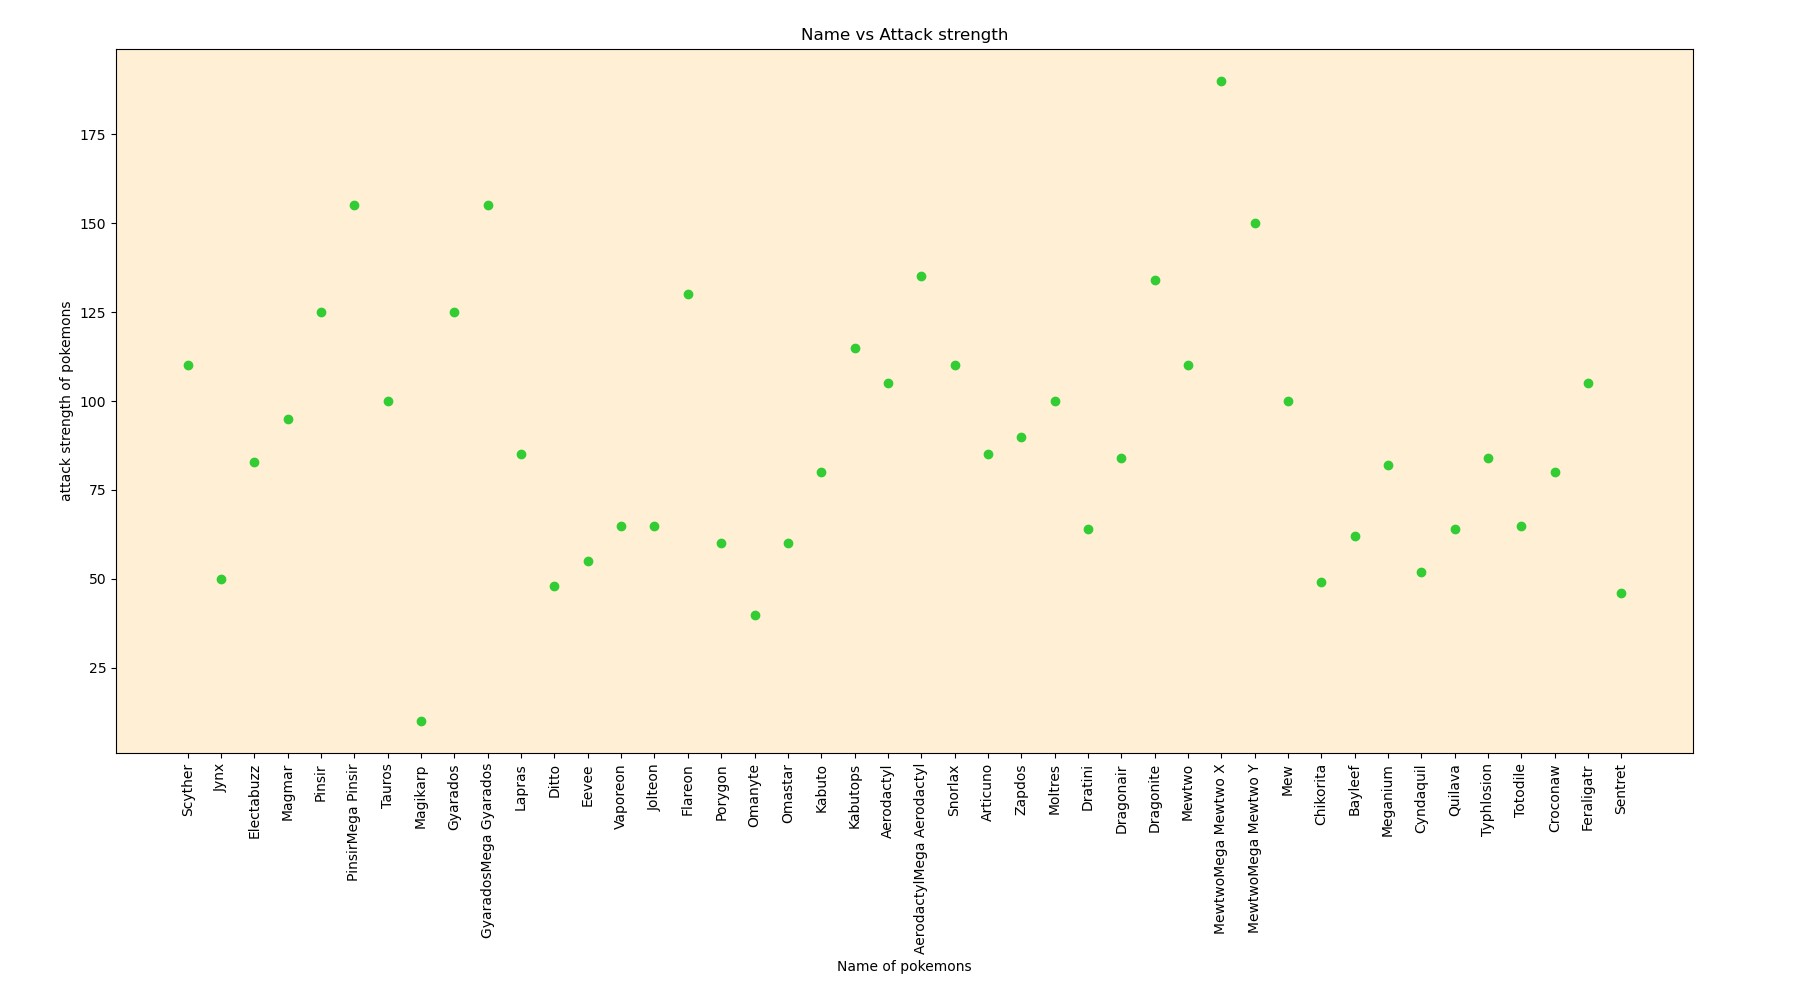 Name vs Attack strength
attack strength of pokemons
175
150
125
100
75
50
25
Scyther
Jynx
Electabuzz
Magmar
Pinsir
PinsirMega Pinsir
Tauros
Magikarp
Gyarados
GyaradosMega Gyarados
Lapras
Ditto
Eevee
Vaporeon
Jolteon
Flareon
Porygon
Omanyte
Omastar
Kabuto
Kabutops
Aerodactyl
AerodactylMega Aerodactyl
Snorlax
Articuno
Zapdos
Moltres
Dratini
Dragonair
Dragonite
Mewtwo
MewtwoMega Mewtwo X
MewtwoMega Mewtwo Y
Mew
Chikorita
Bayleef
Meganium
Cyndaquil
Quilava
Typhlosion
Totodile
Croconaw
Feraligatr
Sentret
Name of pokemons